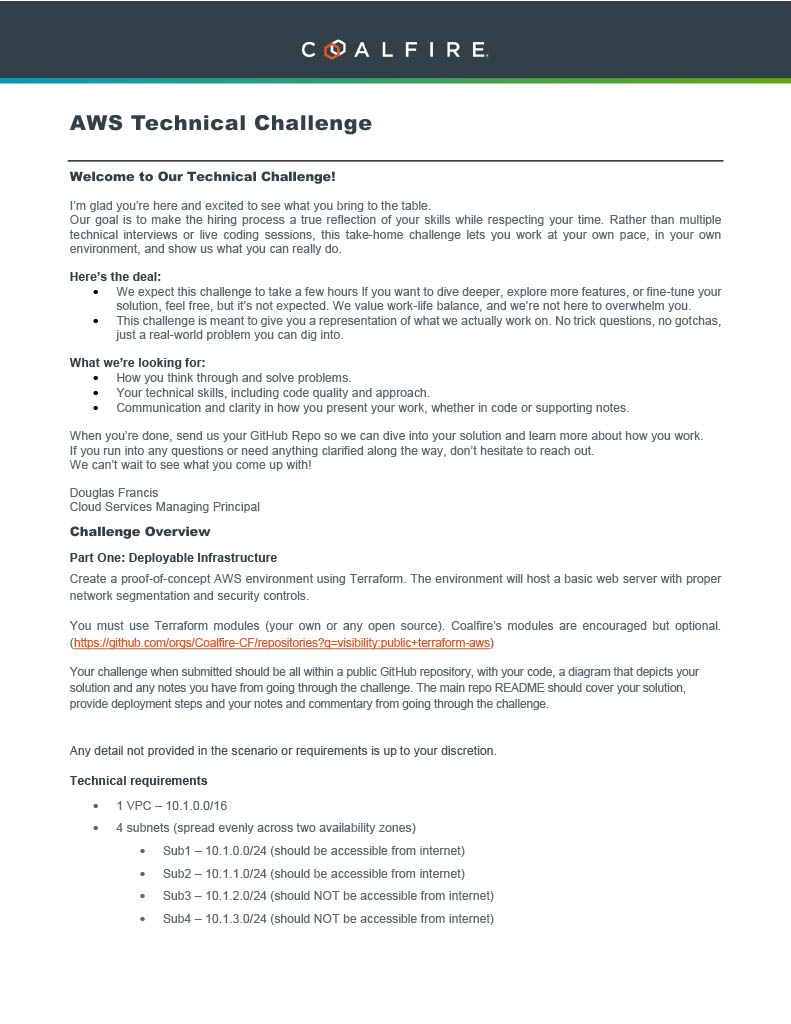 COALFIRE.
AWS Technical Challenge
Welcome to Our Technical Challenge!
I'm glad you're here and excited to see what you bring to the table.
Our goal is to make the hiring process a true reflection of your skills while respecting your time. Rather than multiple
technical interviews or live coding sessions, this take-home challenge lets you work at your own pace, in your own
environment, and show us what you can really do.
Here's the deal:
• We expect this challenge to take a few hours If you want to dive deeper, explore more features, or fine-tune your
solution, feel free, but it's not expected. We value work-life balance, and we're not here to overwhelm you.
• This challenge is meant to give you a representation of what we actually work on. No trick questions, no gotchas,
just a real-world problem you can dig into.
What we're looking for:
• How you think through and solve problems.
• Your technical skills, including code quality and approach.
• Communication and clarity in how you present your work, whether in code or supporting notes.
When you're done, send us your GitHub Repo so we can dive into your solution and learn more about how you work.
If you run into any questions or need anything clarified along the way, don't hesitate to reach out.
We can't wait to see what you come up with!
Douglas Francis
Cloud Services Managing Principal
Challenge Overview
Part One: Deployable Infrastructure
Create a proof-of-concept AWS environment using Terraform. The environment will host a basic web server with proper
network segmentation and security controls.
You must use Terraform modules (your own or any open source). Coalfire's modules are encouraged but optional.
(https://github.com/orgs/Coalfire-CF/repositories?q=visibility:public+terraform-aws)
Your challenge when submitted should be all within a public GitHub repository, with your code, a diagram that depicts your
solution and any notes you have from going through the challenge. The main repo README should cover your solution,
provide deployment steps and your notes and commentary from going through the challenge.
Any detail not provided in the scenario or requirements is up to your discretion.
Technical requirements
• 1 VPC – 10.1.0.0/16
• 4 subnets (spread evenly across two availability zones)
• Sub1 – 10.1.0.0/24 (should be accessible from internet)
• Sub2 – 10.1.1.0/24 (should be accessible from internet)
• Sub3 – 10.1.2.0/24 (should NOT be accessible from internet)
• Sub4 – 10.1.3.0/24 (should NOT be accessible from internet)